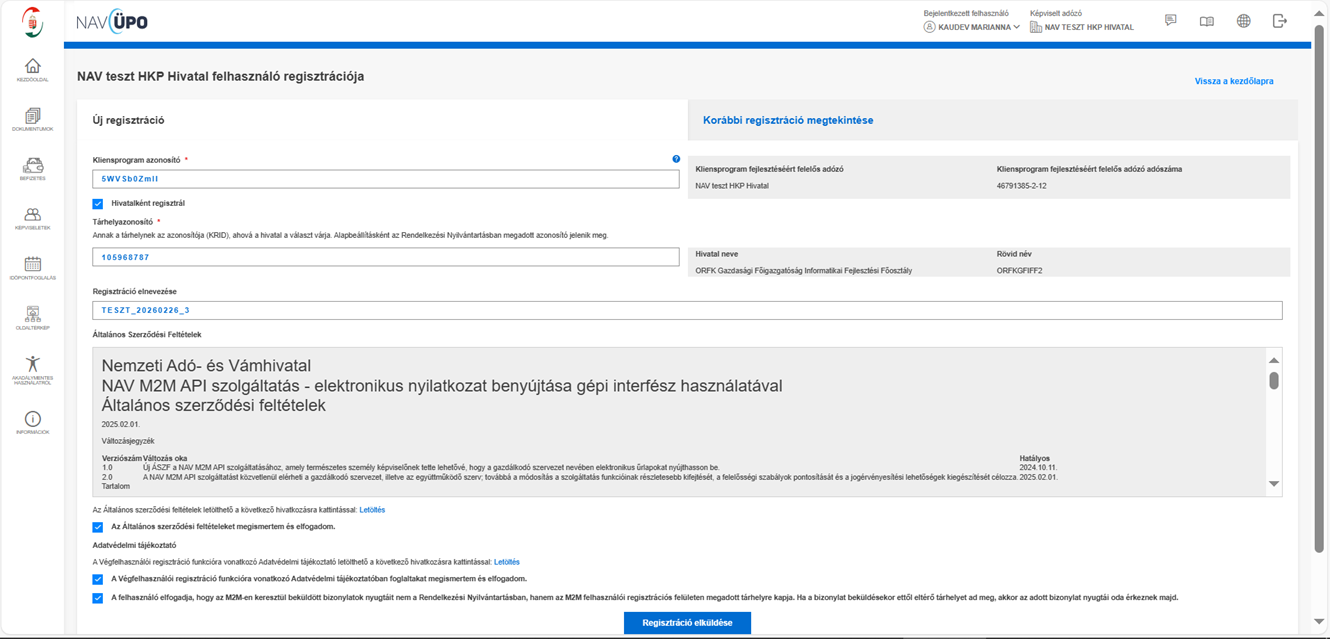 NAV ÜPO
Bejelentkezett felhasználó
KAUDEV MARIANNA
Képviselt adózó
NAV TESZT HKP HIVATAL
KEZDŐOLDAL
DOKUMENTUMOK
BEFIZETÉS
KÉPVISELETEK
IDŐPONTFOGLALÁS
OLDALTÉRKÉP
AKADÁLYMENTES
HASZNÁLATRÓL
INFORMÁCIÓK
NAV teszt HKP Hivatal felhasználó regisztrációja
Vissza a kezdőlapra
Új regisztráció
Korábbi regisztráció megtekintése
Kliensprogram azonosító *
5WVSb0ZmII
Kliensprogram fejlesztéséért felelős adózó
NAV teszt HKP Hivatal
Kliensprogram fejlesztéséért felelős adózó adószáma
46791385-2-12
Hivatalként regisztrál
Tárhelyazonosító *
Annak a tárhelynek az azonosítója (KRID), ahová a hivatal a választ várja. Alapbeállításként az Rendelkezési Nyilvántartásban megadott azonosító jelenik meg.
105968787
Hivatal neve
ORFK Gazdasági Főigazgatóság Informatikai Fejlesztési Főosztály
Rövid név
ORFKGFIFF2
Regisztráció elnevezése
TESZT_20260226_3
Általános Szerződési Feltételek
Nemzeti Adó- és Vámhivatal
NAV M2M API szolgáltatás - elektronikus nyilatkozat benyújtása gépi interfész használatával
Általános szerződési feltételek
2025.02.01.
Változásjegyzék
Verziószám Változás oka Hatályos
1.0 Új ÁSZF a NAV M2M API szolgáltatásához, amely természetes személy képviselőnek tette lehetővé, hogy a gazdálkodó szervezet nevében elektronikus űrlapokat nyújthasson be. 2024.10.11.
2.0 A NAV M2M API szolgáltatást közvetlenül elérheti a gazdálkodó szervezet, illetve az együttműködő szerv; továbbá a módosítás a szolgáltatás funkcióinak részletesebb kifejtését, a felelősségi szabályok pontosítását és a jogérvényesítési lehetőségek kiegészítését célozza. 2025.02.01.
Tartalom
Az Általános szerződési feltételek letölthető a következő hivatkozásra kattintással: Letöltés
Az Általános szerződési feltételeket megismertem és elfogadom.
Adatvédelmi tájékoztató
A Végfelhasználói regisztráció funkcióra vonatkozó Adatvédelmi tájékoztató letölthető a következő hivatkozásra kattintással: Letöltés
A Végfelhasználói regisztráció funkcióra vonatkozó Adatvédelmi tájékoztatóban foglaltakat megismertem és elfogadom.
A felhasználó elfogadja, hogy az M2M-en keresztül beküldött bizonylatok nyugtáit nem a Rendelkezési Nyilvántartásban, hanem az M2M felhasználói regisztrációs felületen megadott tárhelyre kapja. Ha a bizonylat beküldésekor ettől eltérő tárhelyet ad meg, akkor az adott bizonylat nyugtái oda érkeznek majd.
Regisztráció elküldése